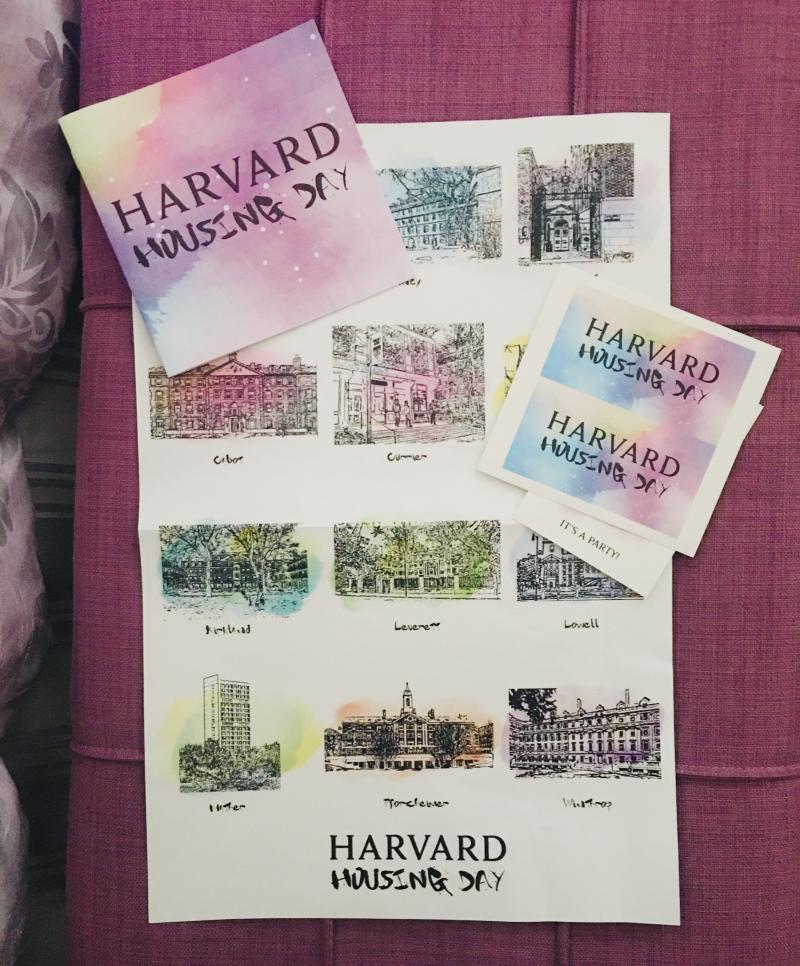 HARVARD
HOUSING DAY
HARVARD
HOUSING DAY
HARVARD
HOUSING DAY
IT'S A PARTY!
Cabot
Currier
Kirkland
Leverett
Lowell
Mather
Pforzheimer
Winthrop
HARVARD
HOUSING DAY